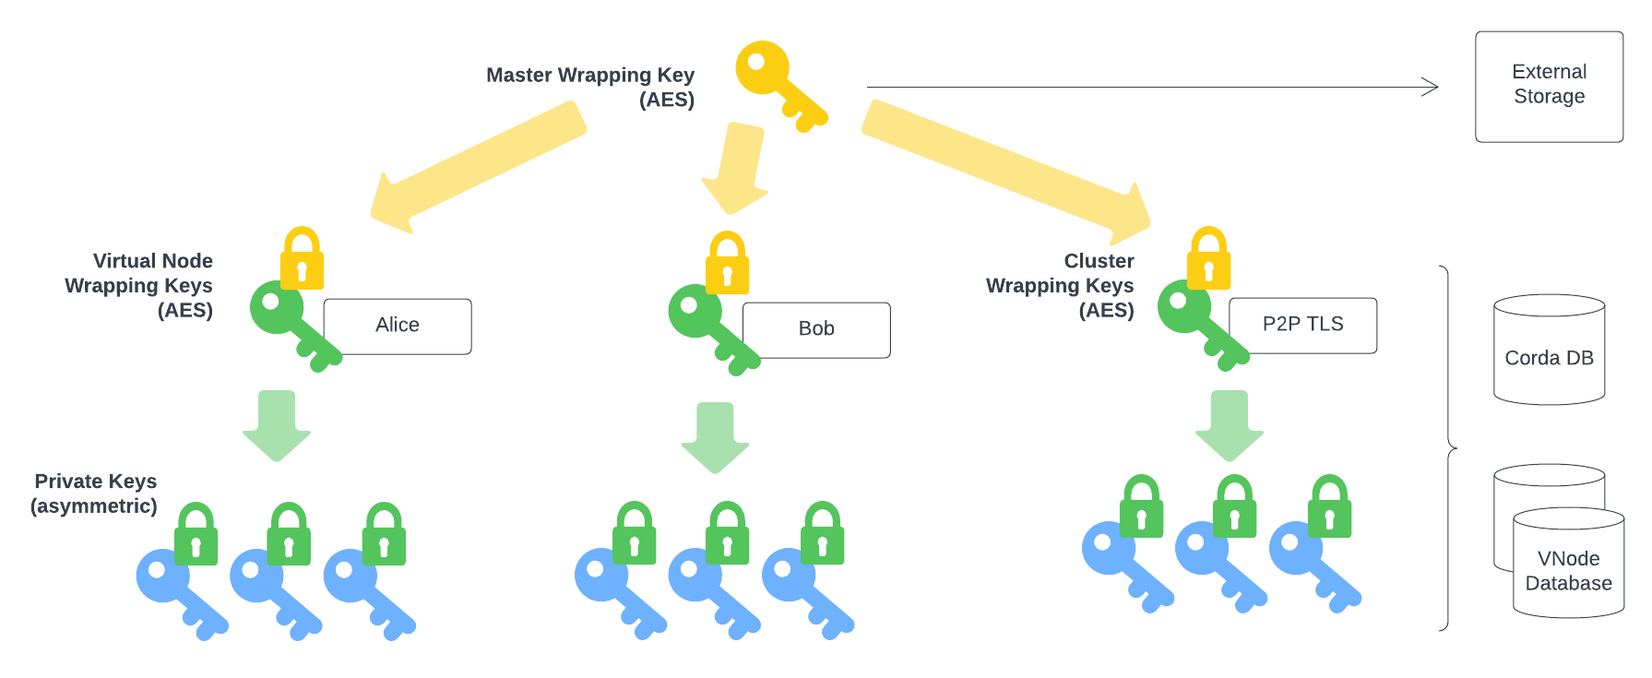 Master Wrapping Key
(AES)
External
Storage
Virtual Node
Wrapping Keys
(AES)
Alice
Bob
Cluster
Wrapping Keys
(AES)
P2P TLS
Corda DB
Private Keys
(asymmetric)
VNode
Database